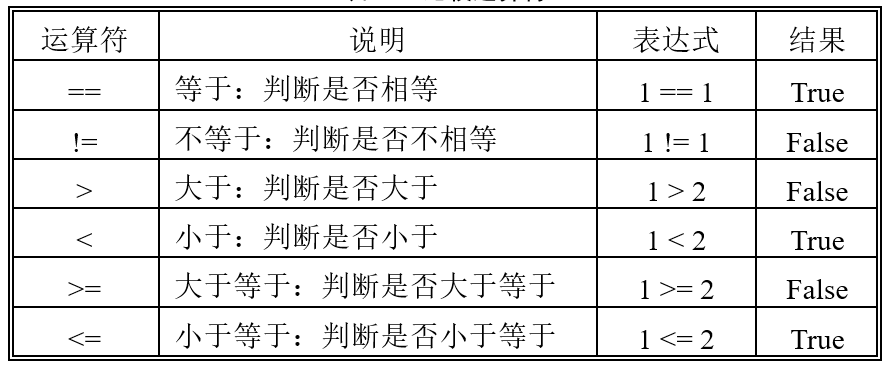 运算符 说明 表达式 结果
== 等于：判断是否相等 1 == 1 True
!= 不等于：判断是否不相等 1 != 1 False
> 大于：判断是否大于 1 > 2 False
< 小于：判断是否小于 1 < 2 True
>= 大于等于：判断是否大于等于 1 >= 2 False
<= 小于等于：判断是否小于等于 1 <= 2 True